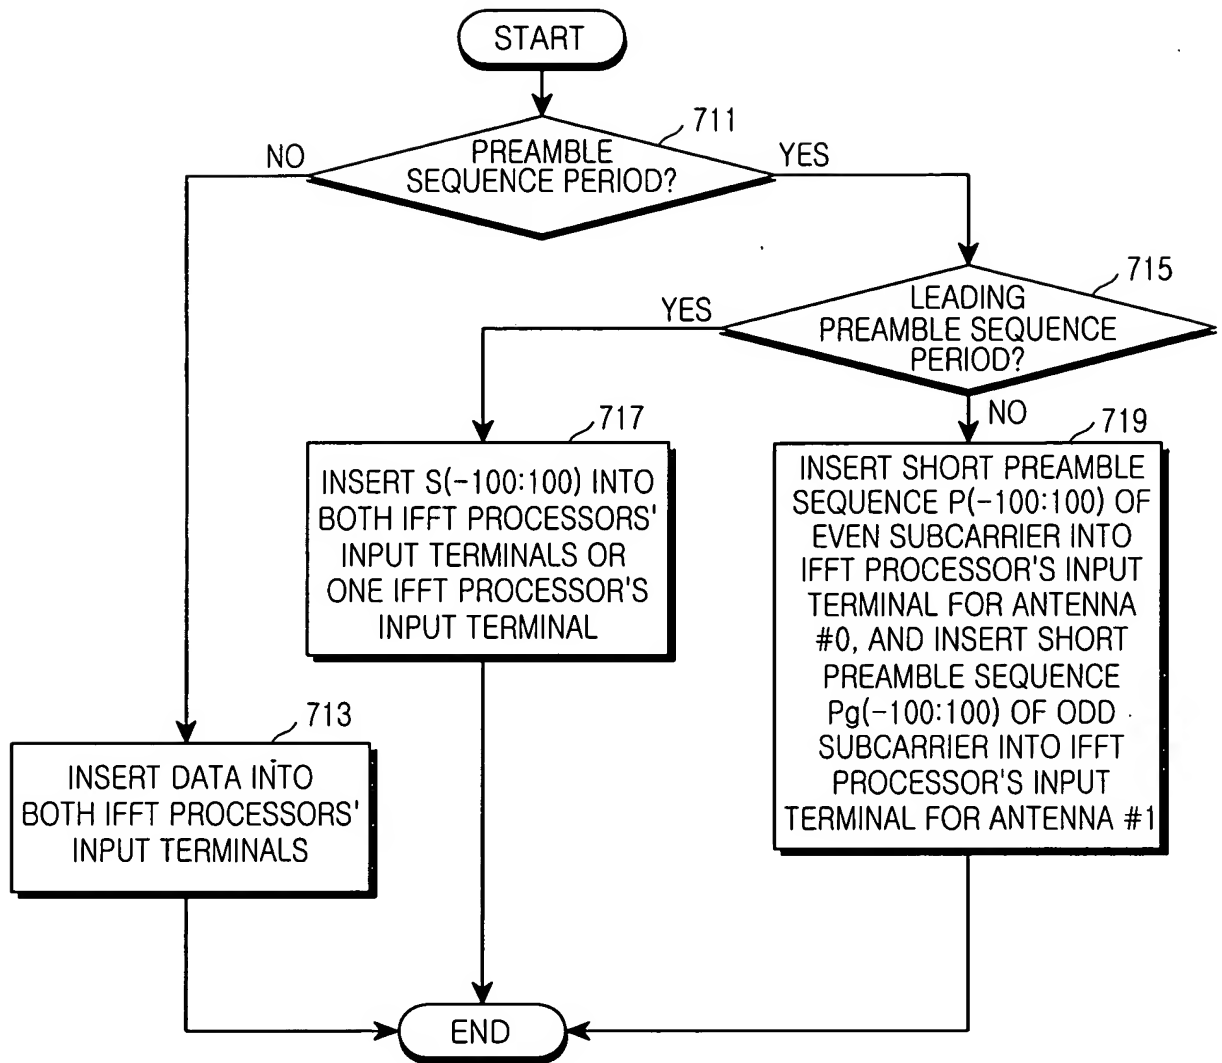 START
711
PREAMBLE
SEQUENCE PERIOD?
NO
YES
715
LEADING
PREAMBLE SEQUENCE
PERIOD?
YES
NO
717
INSERT S(-100:100) INTO
BOTH IFFT PROCESSORS'
INPUT TERMINALS OR
ONE IFFT PROCESSOR'S
INPUT TERMINAL
719
INSERT SHORT PREAMBLE
SEQUENCE P(-100:100) OF
EVEN SUBCARRIER INTO
IFFT PROCESSOR'S INPUT
TERMINAL FOR ANTENNA
#0, AND INSERT SHORT
PREAMBLE SEQUENCE
Pg(-100:100) OF ODD
SUBCARRIER INTO IFFT
PROCESSOR'S INPUT
TERMINAL FOR ANTENNA #1
713
INSERT DATA INTO
BOTH IFFT PROCESSORS'
INPUT TERMINALS
END